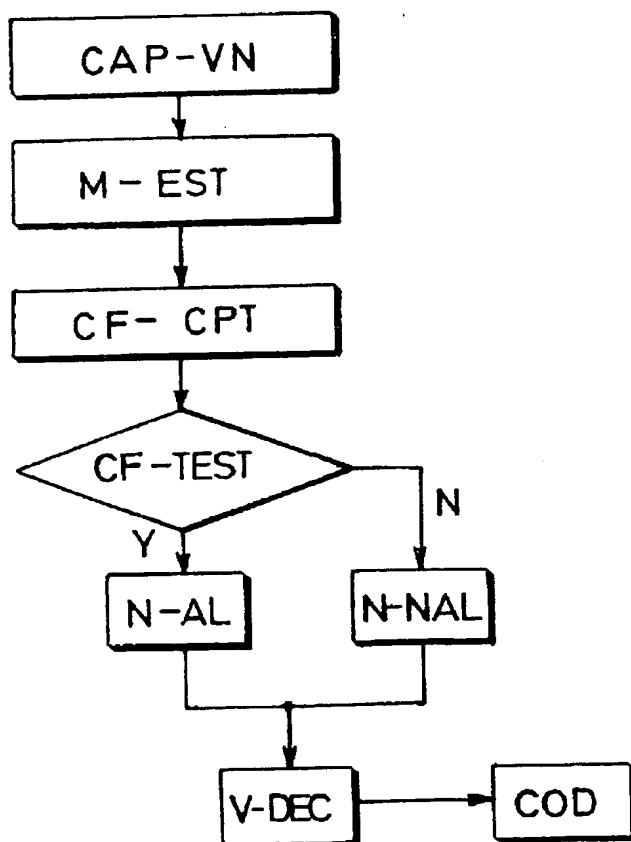 CAP-VN
M-EST
CF-CPT
CF-TEST
Y
N
N-AL
N-NAL
V-DEC
COD